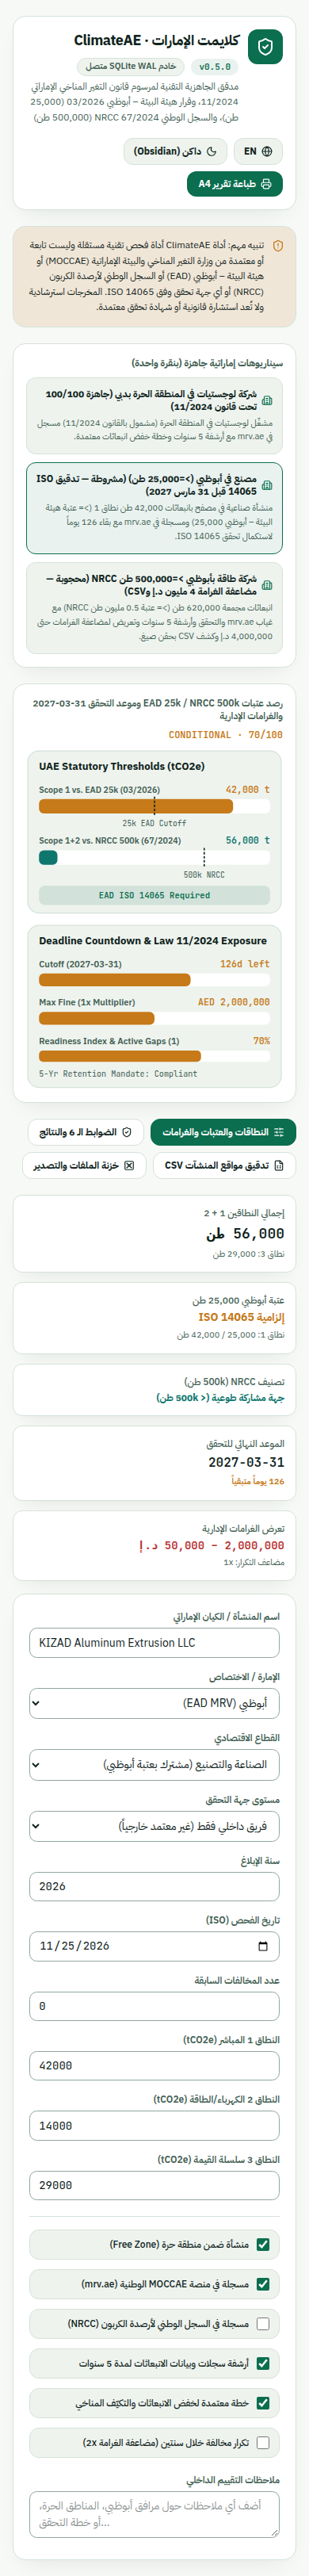 كلايمت الإمارات · ClimateAE
v0.5.0
خادم SQLite WAL متصل
مدقق الجاهزية التقنية لمرسوم قانون التغير المناخي الإماراتي
11/2024، وقرار هيئة البيئة – أبوظبي 03/2026 (25,000
طن)، والسجل الوطني NRCC 67/2024 (500,000 طن)
EN
داكن (Obsidian)
طباعة تقرير A4
تنبيه مهم: أداة ClimateAE أداة فحص تقنية مستقلة وليست تابعة
أو معتمدة من وزارة التغير المناخي والبيئة الإماراتية (MOCCAE) أو
هيئة البيئة – أبوظبي (EAD) أو السجل الوطني لأرصدة الكربون
(NRCC) أو أي جهة تحقق وفق ISO 14065. المخرجات استرشادية
ولا تُعد استشارة قانونية أو شهادة تحقق معتمدة.
سيناريوهات إماراتية جاهزة (بنقرة واحدة)
شركة لوجستيات في المنطقة الحرة بدبي (جاهزة 100/100
تحت قانون 11/2024)
مشغّل لوجستيات في المنطقة الحرة (مشمول بالقانون 11/2024) مسجل
في mrv.ae مع أرشفة 5 سنوات وخطة خفض انبعاثات معتمدة.
مصنع في أبوظبي (>=25,000 طن) (مشروطة — تدقيق ISO
14065 قبل 31 مارس 2027)
منشأة صناعية في مصفح بانبعاثات 42,000 طن نطاق 1 (>= عتبة هيئة
البيئة – أبوظبي 25,000) ومسجلة في mrv.ae مع بقاء 126 يوماً
لاستكمال تحقق ISO 14065.
شركة طاقة بأبوظبي >=500,000 طن NRCC (محجوبة —
مضاعفة الغرامة 4 مليون د.إ وCSV)
انبعاثات مجمعة 620,000 طن (>= عتبة 0.5 مليون طن NRCC) مع
غياب mrv.ae والتحقق وأرشفة 5 سنوات وتعريض لمضاعفة الغرامات حتى
4,000,000 د.إ وكشف CSV بحقن صيغ.
رصد عتبات EAD 25k / NRCC 500k وموعد التحقق 2027-03-31
والغرامات الإدارية
CONDITIONAL · 70/100
UAE Statutory Thresholds (tCO2e)
Scope 1 vs. EAD 25k (03/2026)
42,000 t
25k EAD Cutoff
Scope 1+2 vs. NRCC 500k (67/2024)
56,000 t
500k NRCC
EAD ISO 14065 Required
Deadline Countdown & Law 11/2024 Exposure
Cutoff (2027-03-31)
126d left
Max Fine (1x Multiplier)
AED 2,000,000
Readiness Index & Active Gaps (1)
70%
5-Yr Retention Mandate: Compliant
النطاقات والعتبات والغرامات
الضوابط الـ 6 والنتائج
تدقيق مواقع المنشآت CSV
خزنة الملفات والتصدير
إجمالي النطاقين 1 + 2
56,000 طن
نطاق 3: 29,000 طن
عتبة أبوظبي 25,000 طن
إلزامية ISO 14065
نطاق 1: 25,000 / 42,000 طن
تصنيف NRCC (500k طن)
جهة مشاركة طوعية (< 500k طن)
الموعد النهائي للتحقق
2027-03-31
126 يوماً متبقياً
تعرض الغرامات الإدارية
50,000 – 2,000,000 د.إ
مضاعف التكرار: 1x
اسم المنشأة / الكيان الإماراتي
KIZAD Aluminum Extrusion LLC
الإمارة / الاختصاص
أبوظبي (EAD MRV)
القطاع الاقتصادي
الصناعة والتصنيع (مشترك بعتبة أبوظبي)
مستوى جهة التحقق
فريق داخلي فقط (غير معتمد خارجياً)
سنة الإبلاغ
2026
تاريخ الفحص (ISO)
11/25/2026
عدد المخالفات السابقة
0
النطاق 1 المباشر (tCO2e)
42000
النطاق 2 الكهرباء/الطاقة (tCO2e)
14000
النطاق 3 سلسلة القيمة (tCO2e)
29000
منشأة ضمن منطقة حرة (Free Zone)
مسجلة في منصة MOCCAE الوطنية (mrv.ae)
مسجلة في السجل الوطني لأرصدة الكربون (NRCC)
أرشفة سجلات وبيانات الانبعاثات لمدة 5 سنوات
خطة معتمدة لخفض الانبعاثات والتكيّف المناخي
تكرار مخالفة خلال سنتين (مضاعفة الغرامة 2x)
ملاحظات التقييم الداخلي
أضف أي ملاحظات حول مرافق أبوظبي، المناطق الحرة،
أو خطة التحقق...